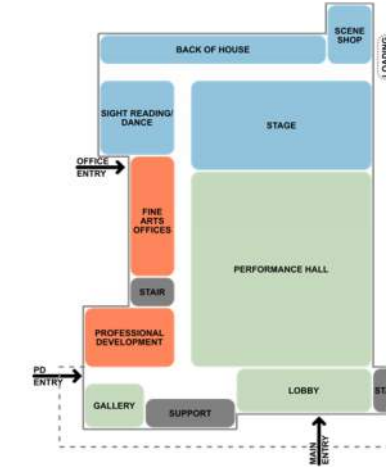 SCENE
SHOP
LOADING
BACK OF HOUSE
SIGHT READING/
DANCE
STAGE
OFFICE
ENTRY
FINE
ARTS
OFFICES
PERFORMANCE HALL
STAIR
PROFESSIONAL
DEVELOPMENT
PD
ENTRY
LOBBY
GALLERY
SUPPORT
MAIN
ENTRY